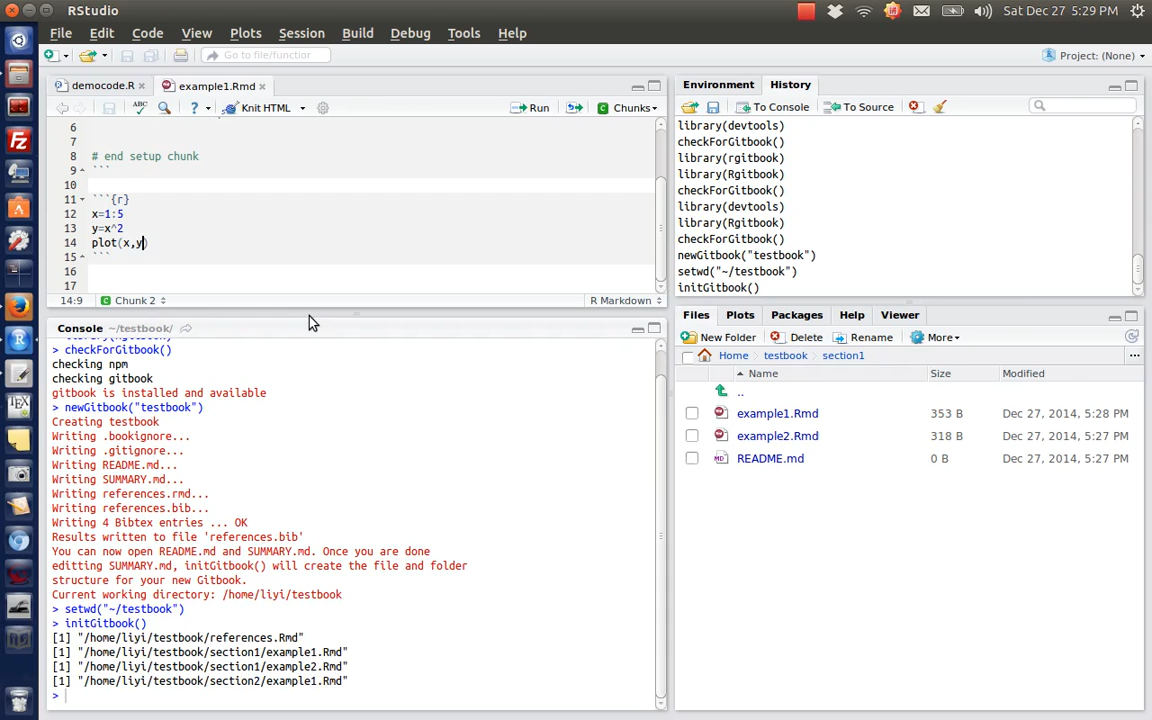 RStudio
Sat Dec 27 5:29 PM
File Edit Code View Plots Session Build Debug Tools Help
Go to file/function
Project: (None)
democode.R
example1.Rmd
ABC
Knit HTML
Run
Chunks
6
7
8 # end setup chunk
9 ```
10
11 ```{r}
12 x=1:5
13 y=x^2
14 plot(x,y)
15 ```
16
17
14:9
Chunk 2
R Markdown
Console ~/testbook/
> checkForGitbook()
checking npm
checking gitbook
gitbook is installed and available
> newGitbook("testbook")
Creating testbook
Writing .bookignore...
Writing .gitignore...
Writing README.md...
Writing SUMMARY.md...
Writing references.rmd...
Writing references.bib...
Writing 4 Bibtex entries ... OK
Results written to file 'references.bib'
You can now open README.md and SUMMARY.md. Once you are done
editting SUMMARY.md, initGitbook() will create the file and folder
structure for your new Gitbook.
Current working directory: /home/liyi/testbook
> setwd("~/testbook")
> initGitbook()
[1] "/home/liyi/testbook/references.Rmd"
[1] "/home/liyi/testbook/section1/example1.Rmd"
[1] "/home/liyi/testbook/section1/example2.Rmd"
[1] "/home/liyi/testbook/section2/example1.Rmd"
>
Environment History
To Console To Source
library(devtools)
checkForGitbook()
library(rgitbook)
library(Rgitbook)
checkForGitbook()
library(devtools)
library(Rgitbook)
checkForGitbook()
newGitbook("testbook")
setwd("~/testbook")
initGitbook()
Files Plots Packages Help Viewer
New Folder Delete Rename More
Home testbook section1
Name Size Modified
..
example1.Rmd 353 B Dec 27, 2014, 5:28 PM
example2.Rmd 318 B Dec 27, 2014, 5:27 PM
README.md 0 B Dec 27, 2014, 5:27 PM